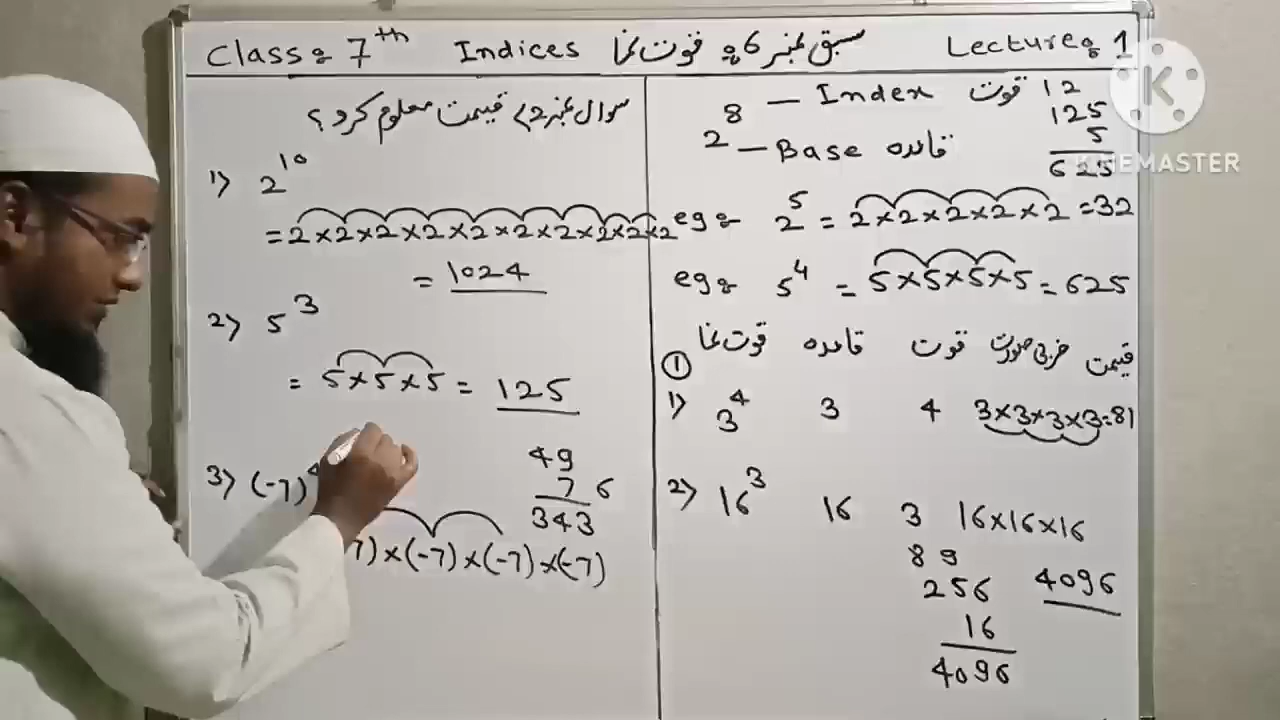 Class: 7th Indices سبق نمبر 6: قوت نما Lecture: 1
سوال نمبر 2) قیمت معلوم کرو؟
1) 2^10
= 2×2×2×2×2×2×2×2×2×2
= 1024
2) 5^3
= 5×5×5 = 125
3) (-7)^4
7)×(-7)×(-7)×(-7)
49
7 6
343
2^8 — Index قوت
— Base قاعدہ
12
125
5
625
KINEMASTER
eg: 2^5 = 2×2×2×2×2 = 32
eg: 5^4 = 5×5×5×5 = 625
① قوت نما قاعدہ قوت ضربی صورت قیمت
1) 3^4 3 4 3×3×3×3=81
2) 16^3 16 3 16×16×16
89
256 4096
16
4096